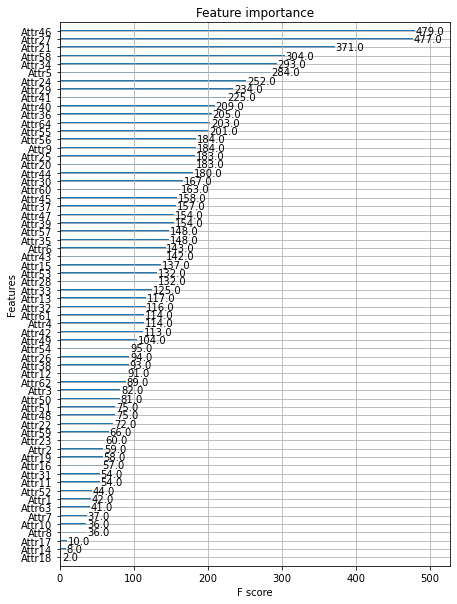 Feature importance
Attr46 479.0
Attr27 477.0
Attr21 371.0
Attr58 304.0
Attr34 293.0
Attr5 284.0
Attr24 252.0
Attr29 234.0
Attr41 225.0
Attr40 209.0
Attr36 205.0
Attr64 203.0
Attr55 201.0
Attr56 184.0
Attr9 184.0
Attr25 183.0
Attr20 183.0
Attr44 180.0
Attr30 167.0
Attr60 163.0
Attr45 158.0
Attr37 157.0
Attr47 154.0
Attr39 154.0
Attr57 148.0
Attr35 148.0
Attr6 143.0
Attr43 142.0
Attr15 137.0
Attr53 132.0
Attr28 132.0
Attr33 125.0
Attr13 117.0
Attr32 116.0
Attr61 114.0
Attr4 114.0
Attr42 113.0
Attr49 104.0
Attr54 95.0
Attr26 94.0
Attr38 93.0
Attr12 91.0
Attr62 89.0
Attr3 82.0
Attr50 81.0
Attr51 75.0
Attr48 75.0
Attr22 72.0
Attr59 66.0
Attr23 60.0
Attr2 59.0
Attr19 58.0
Attr16 57.0
Attr31 54.0
Attr11 54.0
Attr52 44.0
Attr1 42.0
Attr63 41.0
Attr7 37.0
Attr10 36.0
Attr8 36.0
Attr17 10.0
Attr14 8.0
Attr18 2.0
Features
0 100 200 300 400 500
F score